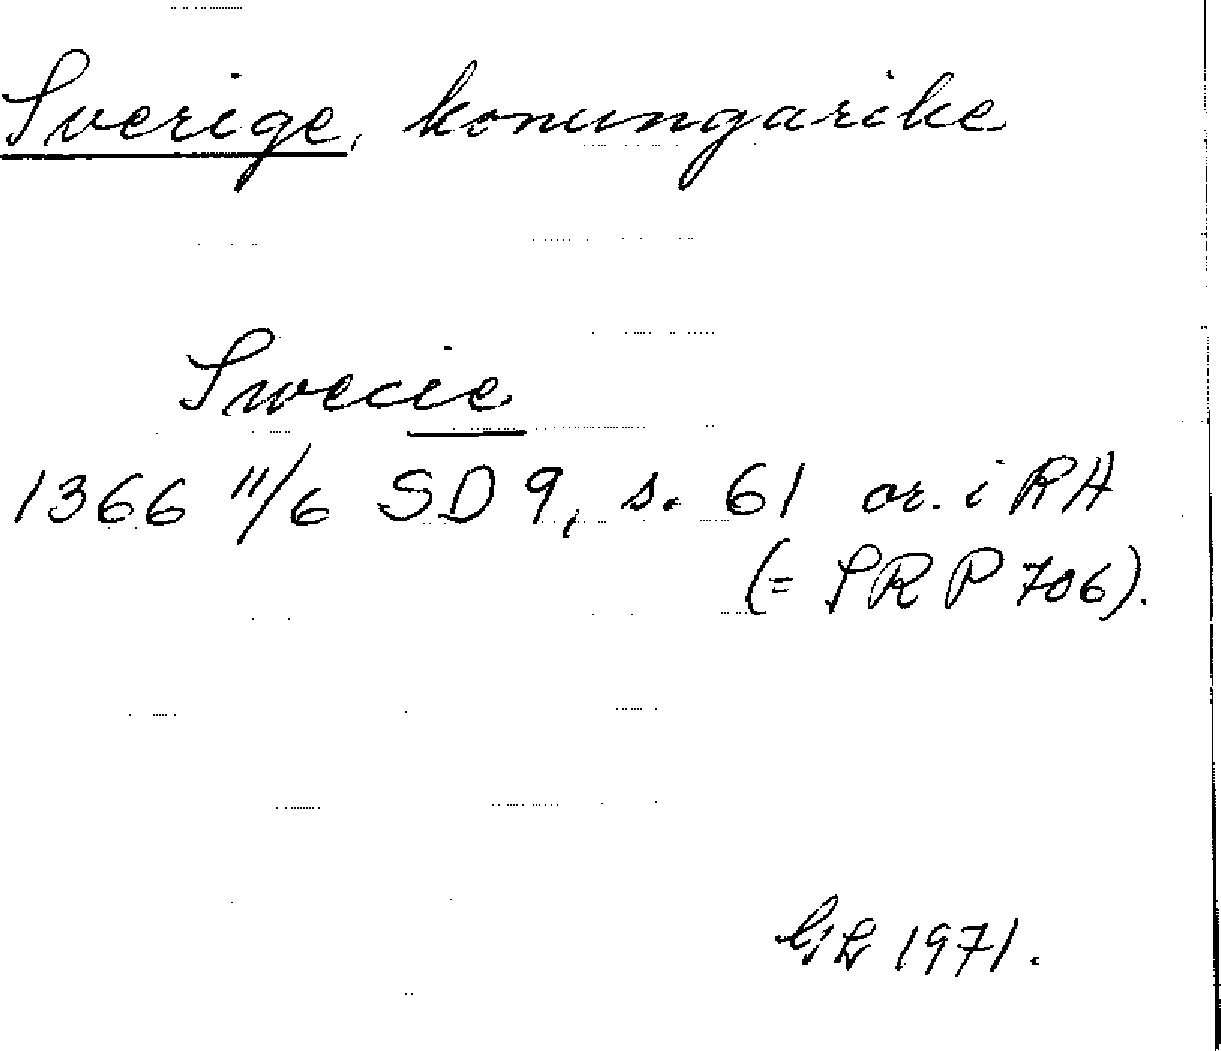 Sverige, konungarike
Swecie
1366 11/6 SD 9, s. 61 or. i RA
(= SRP 706).
GL 1971.